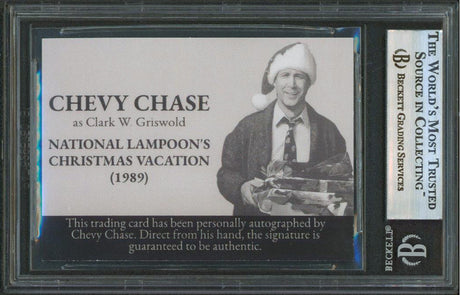 CHEVY CHASE
as Clark W. Griswold
NATIONAL LAMPOON'S
CHRISTMAS VACATION
(1989)
This trading card has been personally autographed by
Chevy Chase. Direct from his hand, the signature is
guaranteed to be authentic.
THE WORLD'S MOST TRUSTED
SOURCE IN COLLECTING™
B BECKETT GRADING SERVICES
BECKETT®
B